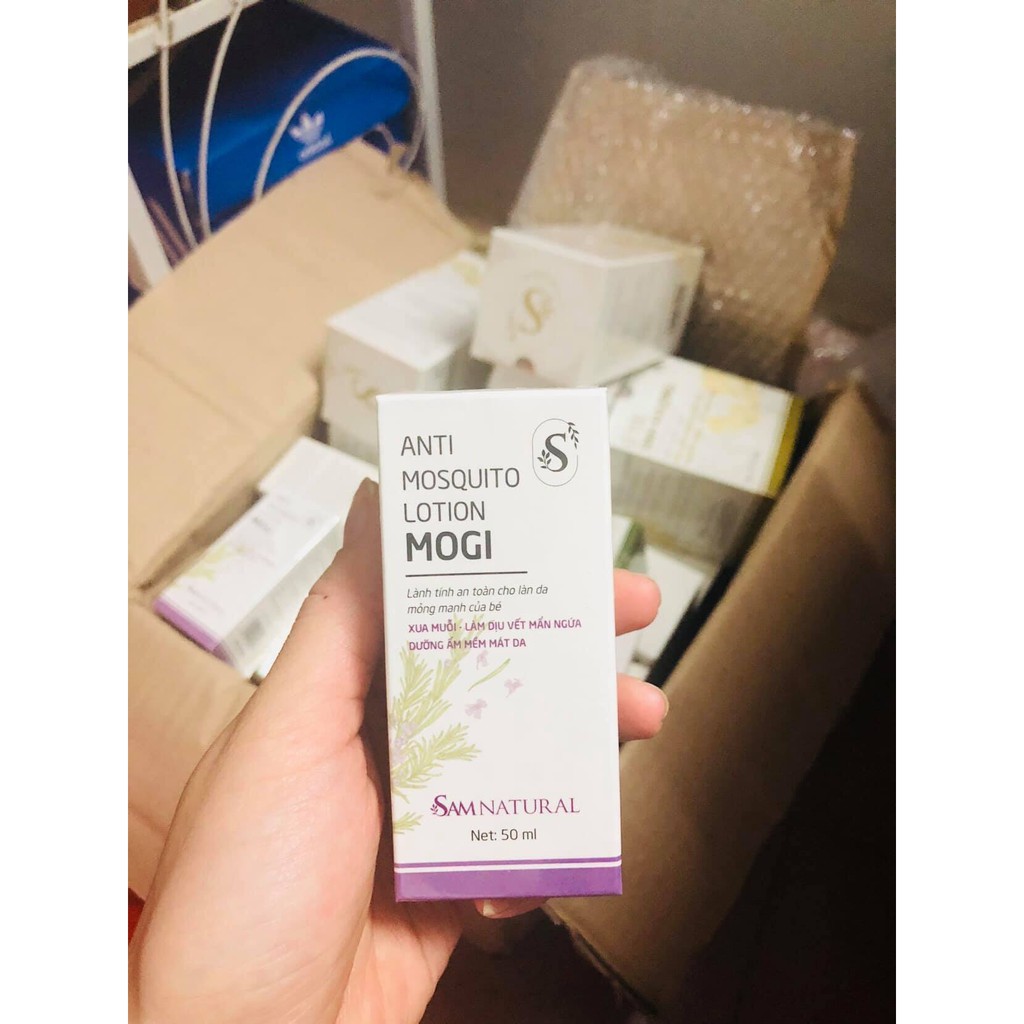 ANTI
MOSQUITO
LOTION
MOGI
S
Lành tính an toàn cho làn da
mỏng manh của bé
XUA MUỖI - LÀM DỊU VẾT MẨN NGỨA
DƯỠNG ẨM MỀM MÁT DA
SAM NATURAL
Net: 50 ml
S